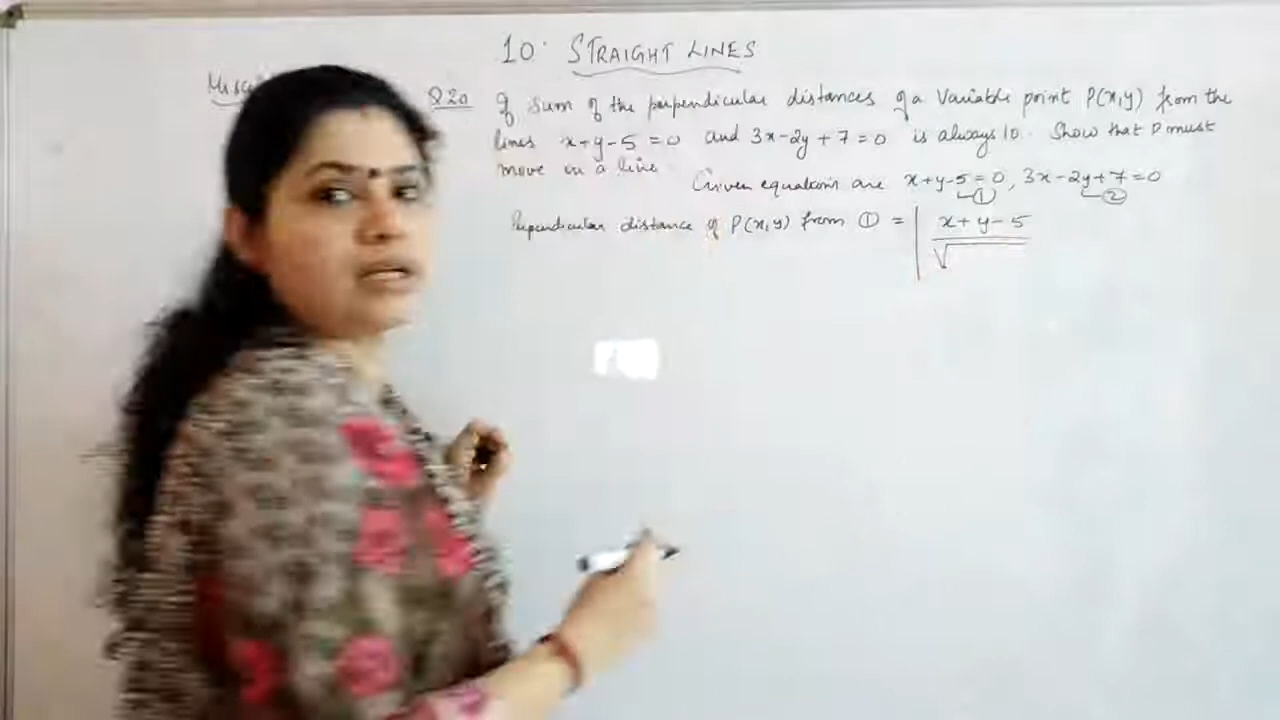 10. STRAIGHT LINES
Q20 If sum of the perpendicular distances of a variable point P(x,y) from the
lines x+y-5=0 and 3x-2y+7=0 is always 10. Show that P must
move in a line.
Given equations are x+y-5=0, 3x-2y+7=0
① ②
Perpendicular distance of P(x,y) from ① = | x+y-5
√